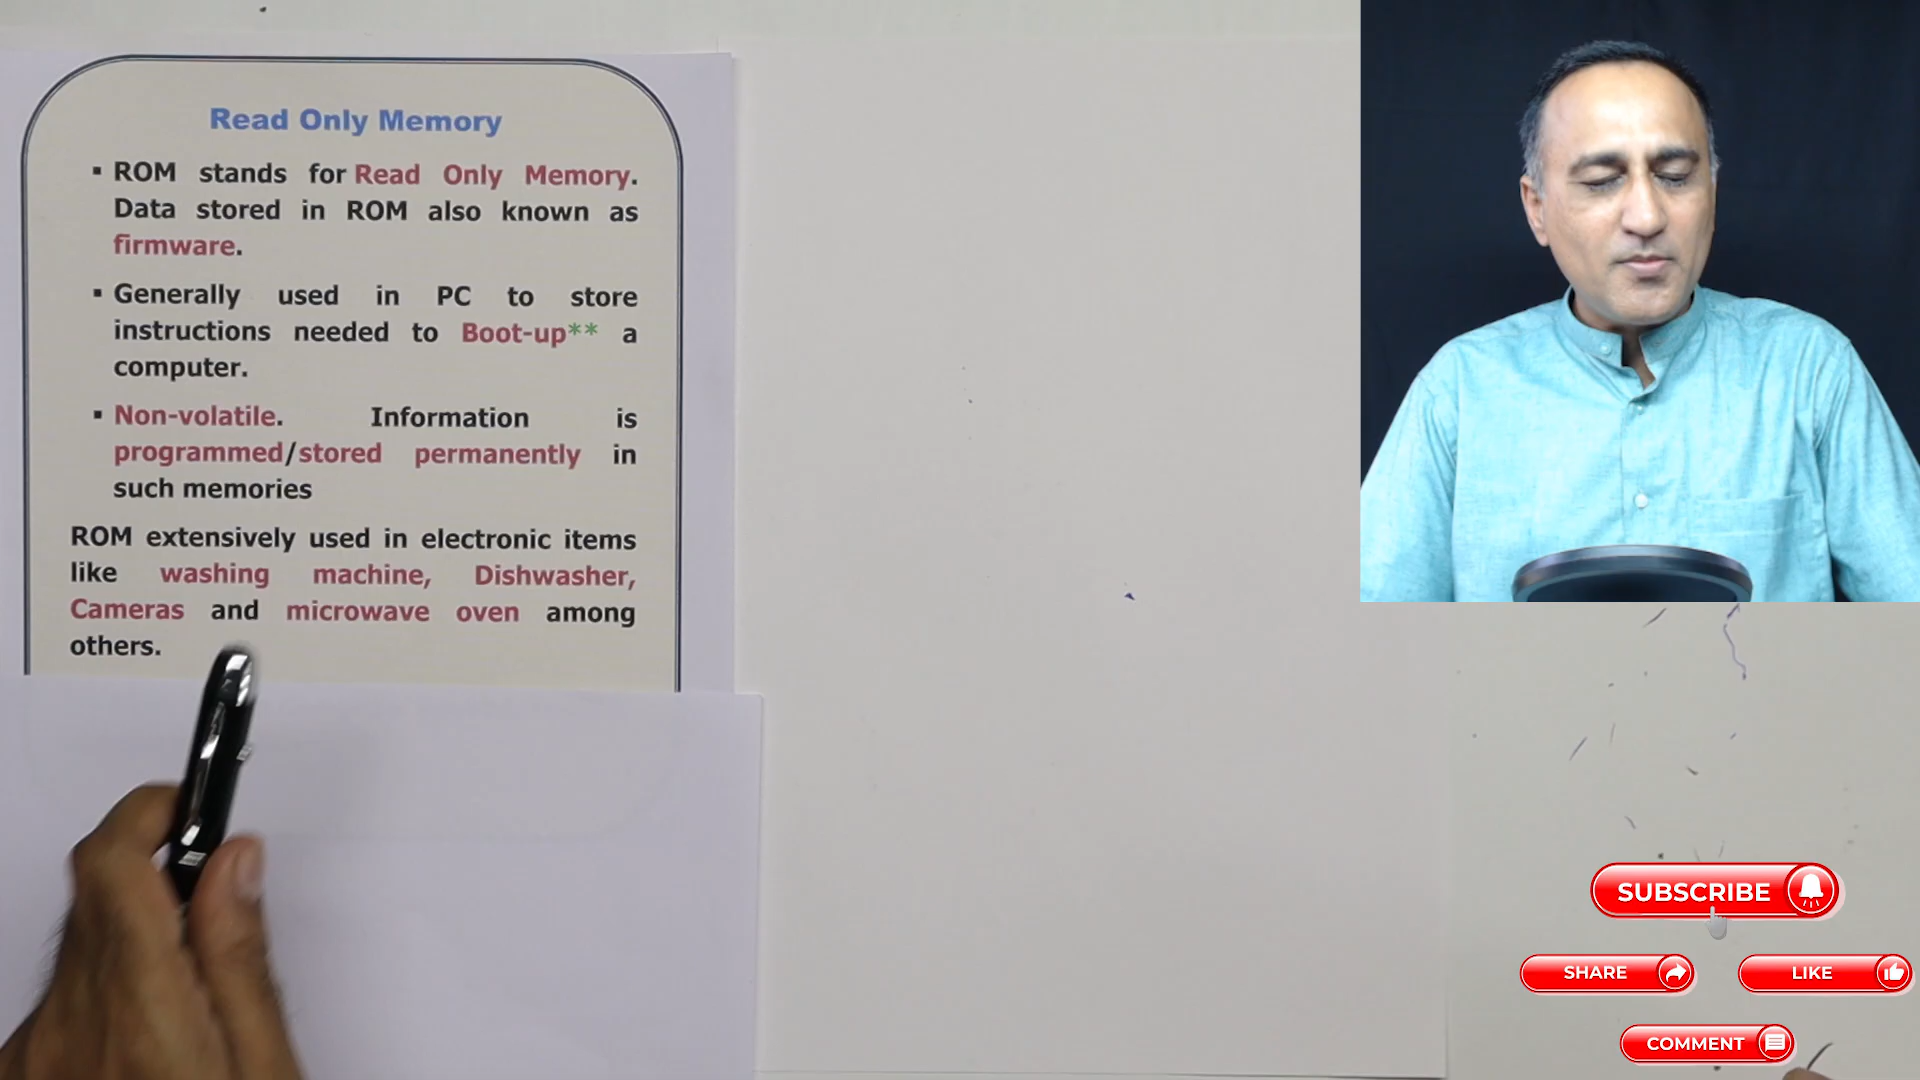 Read Only Memory
▪ ROM stands for Read Only Memory.
Data stored in ROM also known as
firmware.
▪ Generally used in PC to store
instructions needed to Boot-up** a
computer.
▪ Non-volatile. Information is
programmed/stored permanently in
such memories
ROM extensively used in electronic items
like washing machine, Dishwasher,
Cameras and microwave oven among
others.
SUBSCRIBE
SHARE
LIKE
COMMENT